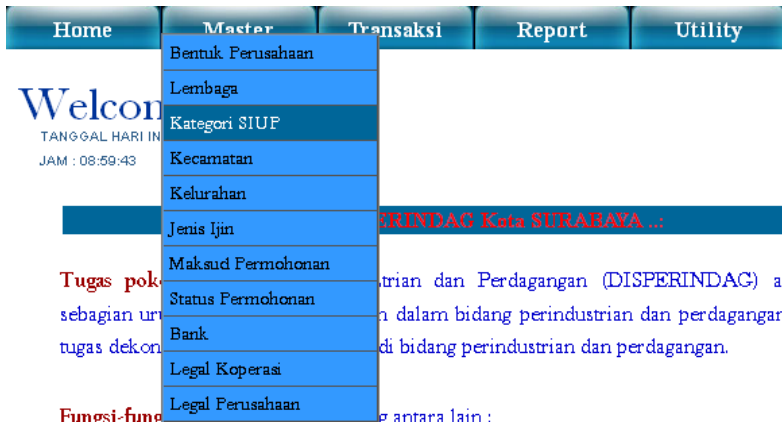 Home Master Transaksi Report Utility
Bentuk Perusahaan
Lembaga
Kategori SIUP
Kecamatan
Kelurahan
Jenis Ijin
Maksud Permohonan
Status Permohonan
Bank
Legal Koperasi
Legal Perusahaan
Welcom
TANGGAL HARI IN
JAM : 08:59:43
ERINDAG Kota SURABAYA ..:
Tugas pok trian dan Perdagangan (DISPERINDAG) a
sebagian uru n dalam bidang perindustrian dan perdagangan
tugas dekon di bidang perindustrian dan perdagangan.
Fungsi-fung g antara lain :